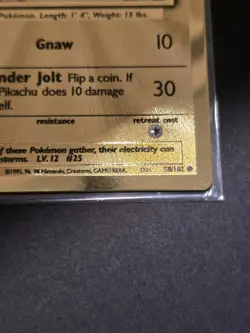 Pokémon. Length: 1' 4", Weight: 13 lbs.
Gnaw 10
nder Jolt Flip a coin. If
Pikachu does 10 damage 30
elf.
resistance retreat cost
f these Pokémon gather, their electricity can
storms. LV. 12 #25
©1995, 96, 98 Nintendo, Creatures, GAMEFREAK. 58/102